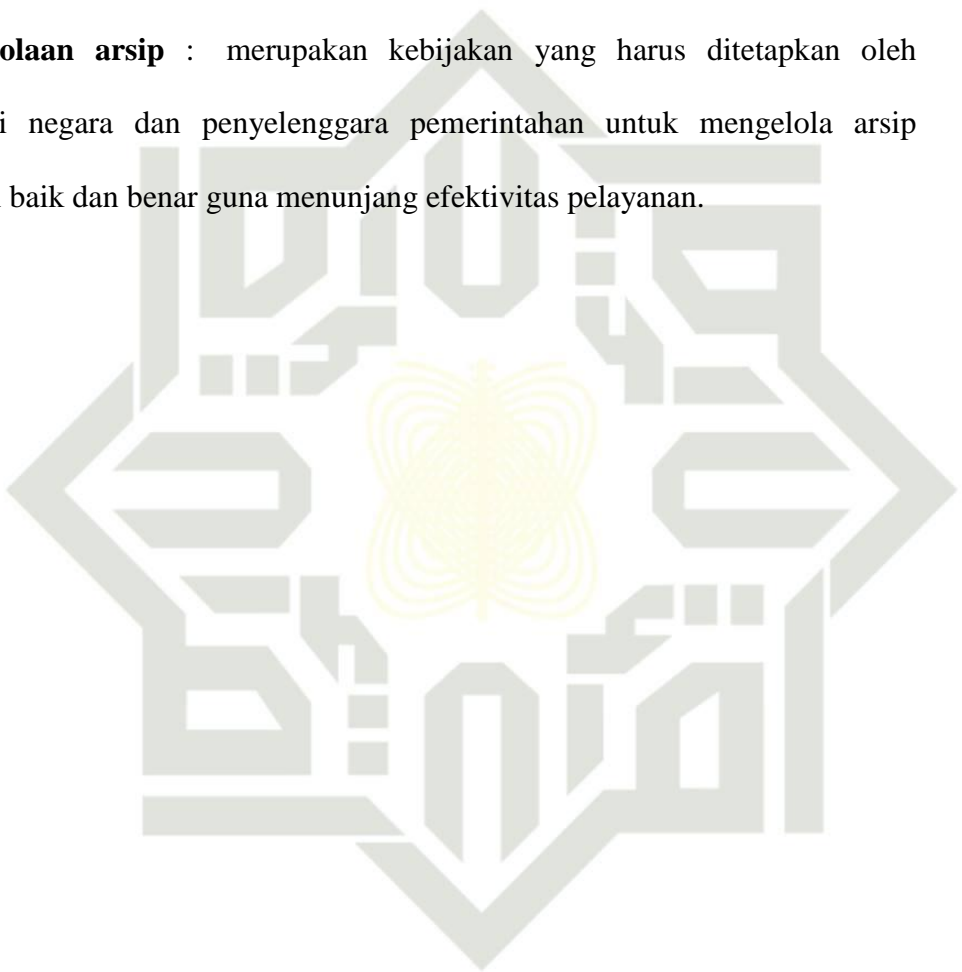 olaan arsip : merupakan kebijakan yang harus ditetapkan oleh
i negara dan penyelenggara pemerintahan untuk mengelola arsip
baik dan benar guna menunjang efektivitas pelayanan.